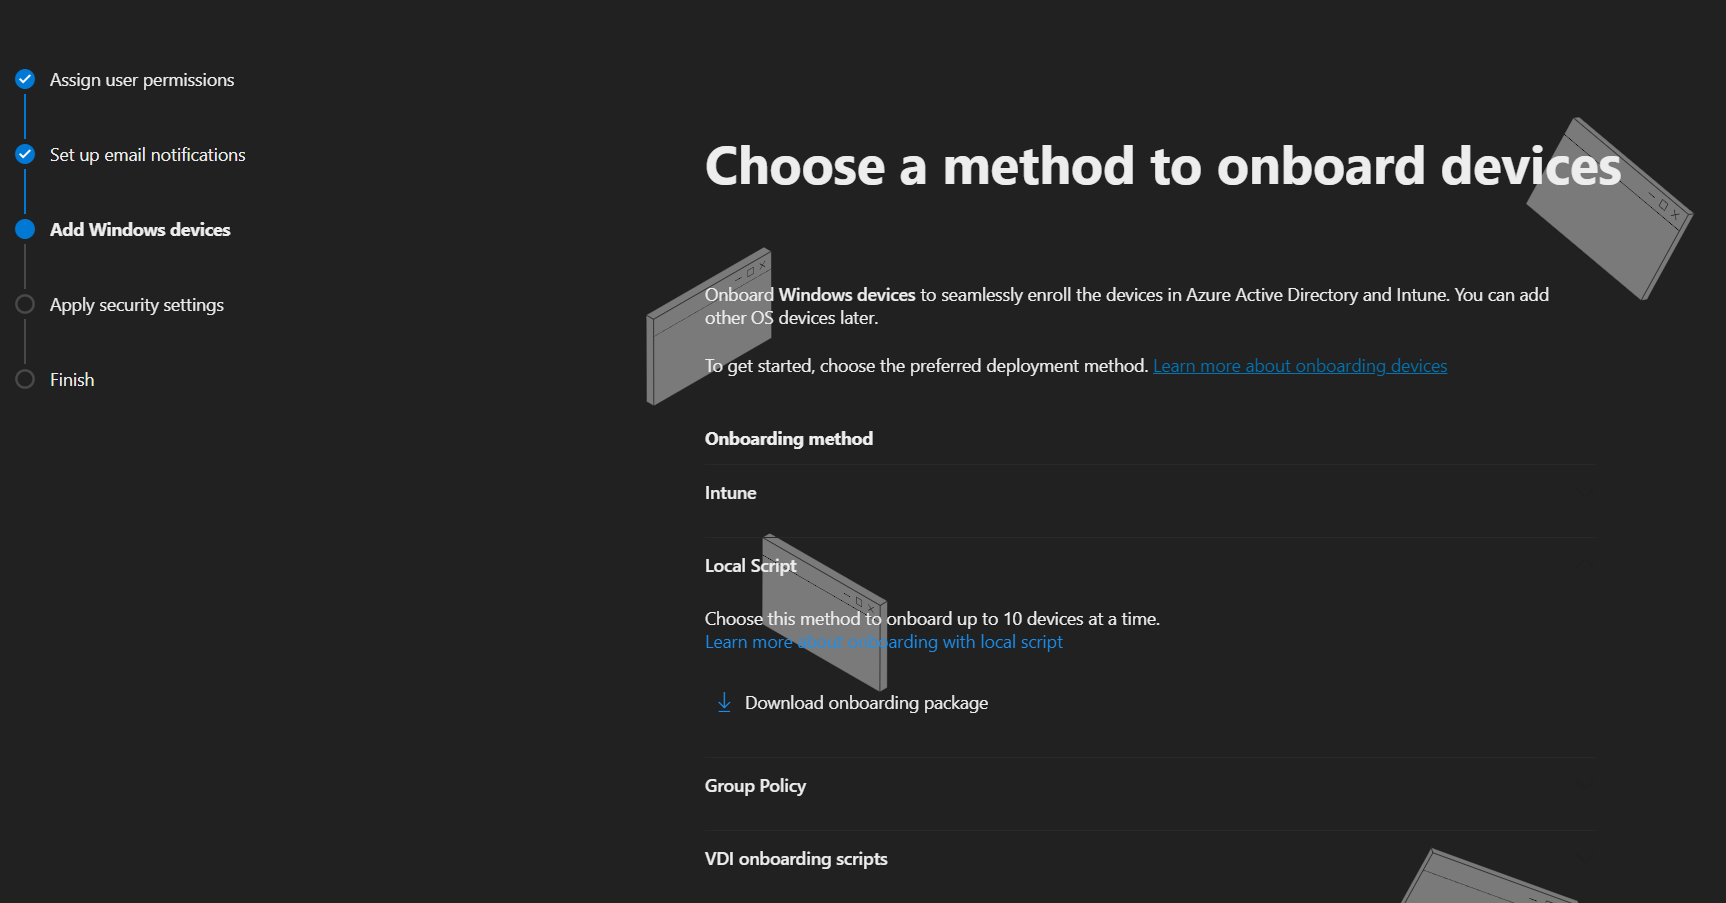 Assign user permissions
Set up email notifications
Add Windows devices
Apply security settings
Finish
Choose a method to onboard devices
Onboard Windows devices to seamlessly enroll the devices in Azure Active Directory and Intune. You can add
other OS devices later.
To get started, choose the preferred deployment method. Learn more about onboarding devices
Onboarding method
Intune
Local Script
Choose this method to onboard up to 10 devices at a time.
Learn more about onboarding with local script
Download onboarding package
Group Policy
VDI onboarding scripts